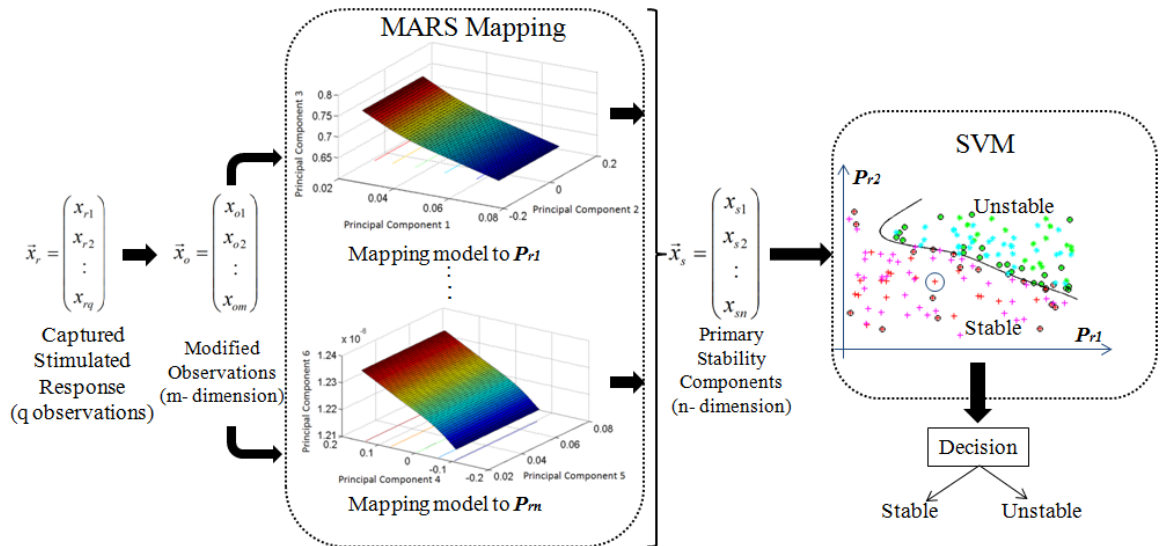 MARS Mapping
Principal Component 3
0.8
0.75
0.7
0.65
0.02
0.04
0.06
0.08
-0.2
0
0.2
Principal Component 1
Principal Component 2
Mapping model to Pr1
x⃗r = (xr1
xr2
⋮
xrq)
Captured
Stimulated
Response
(q observations)
x⃗o = (xo1
xo2
⋮
xom)
Modified
Observations
(m- dimension)
x 10⁻⁸
Principal Component 6
1.24
1.23
1.22
1.21
0.2
0.1
0
-0.1
-0.2
0.02
0.04
0.06
0.08
Principal Component 4
Principal Component 5
Mapping model to Prn
x⃗s = (xs1
xs2
⋮
xsn)
Primary
Stability
Components
(n- dimension)
SVM
Pr2
Unstable
Stable
Pr1
Decision
Stable
Unstable